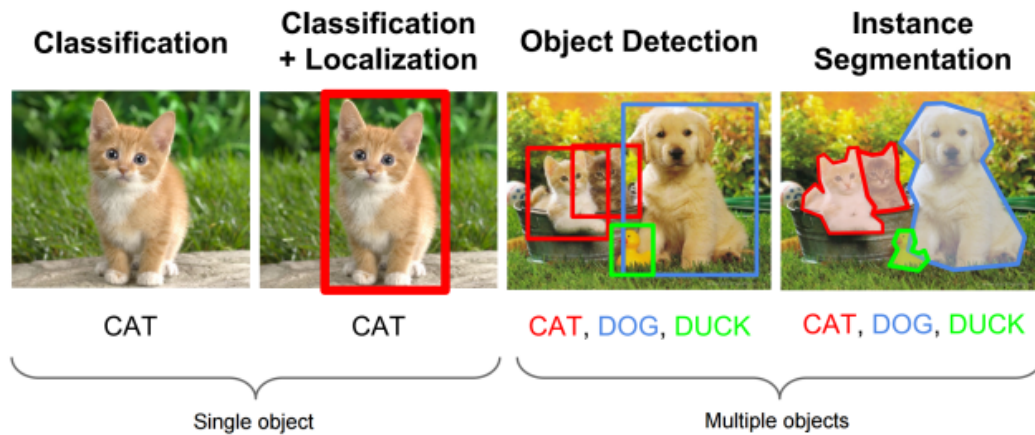 Classification
Classification
+ Localization
Object Detection
Instance
Segmentation
CAT
CAT
CAT, DOG, DUCK
CAT, DOG, DUCK
Single object
Multiple objects